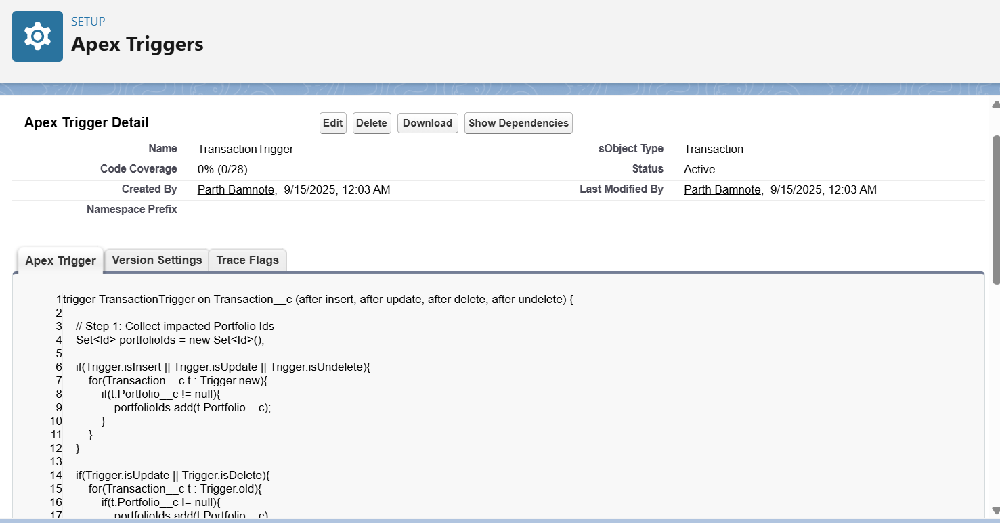 SETUP
Apex Triggers
Apex Trigger Detail
Edit Delete Download Show Dependencies
Name TransactionTrigger sObject Type Transaction
Code Coverage 0% (0/28) Status Active
Created By Parth Bamnote, 9/15/2025, 12:03 AM Last Modified By Parth Bamnote, 9/15/2025, 12:03 AM
Namespace Prefix
Apex Trigger Version Settings Trace Flags
1trigger TransactionTrigger on Transaction__c (after insert, after update, after delete, after undelete) {
2
3 // Step 1: Collect impacted Portfolio Ids
4 Set<Id> portfolioIds = new Set<Id>();
5
6 if(Trigger.isInsert || Trigger.isUpdate || Trigger.isUndelete){
7 for(Transaction__c t : Trigger.new){
8 if(t.Portfolio__c != null){
9 portfolioIds.add(t.Portfolio__c);
10 }
11 }
12 }
13
14 if(Trigger.isUpdate || Trigger.isDelete){
15 for(Transaction__c t : Trigger.old){
16 if(t.Portfolio__c != null){
17 portfolioIds.add(t.Portfolio__c);